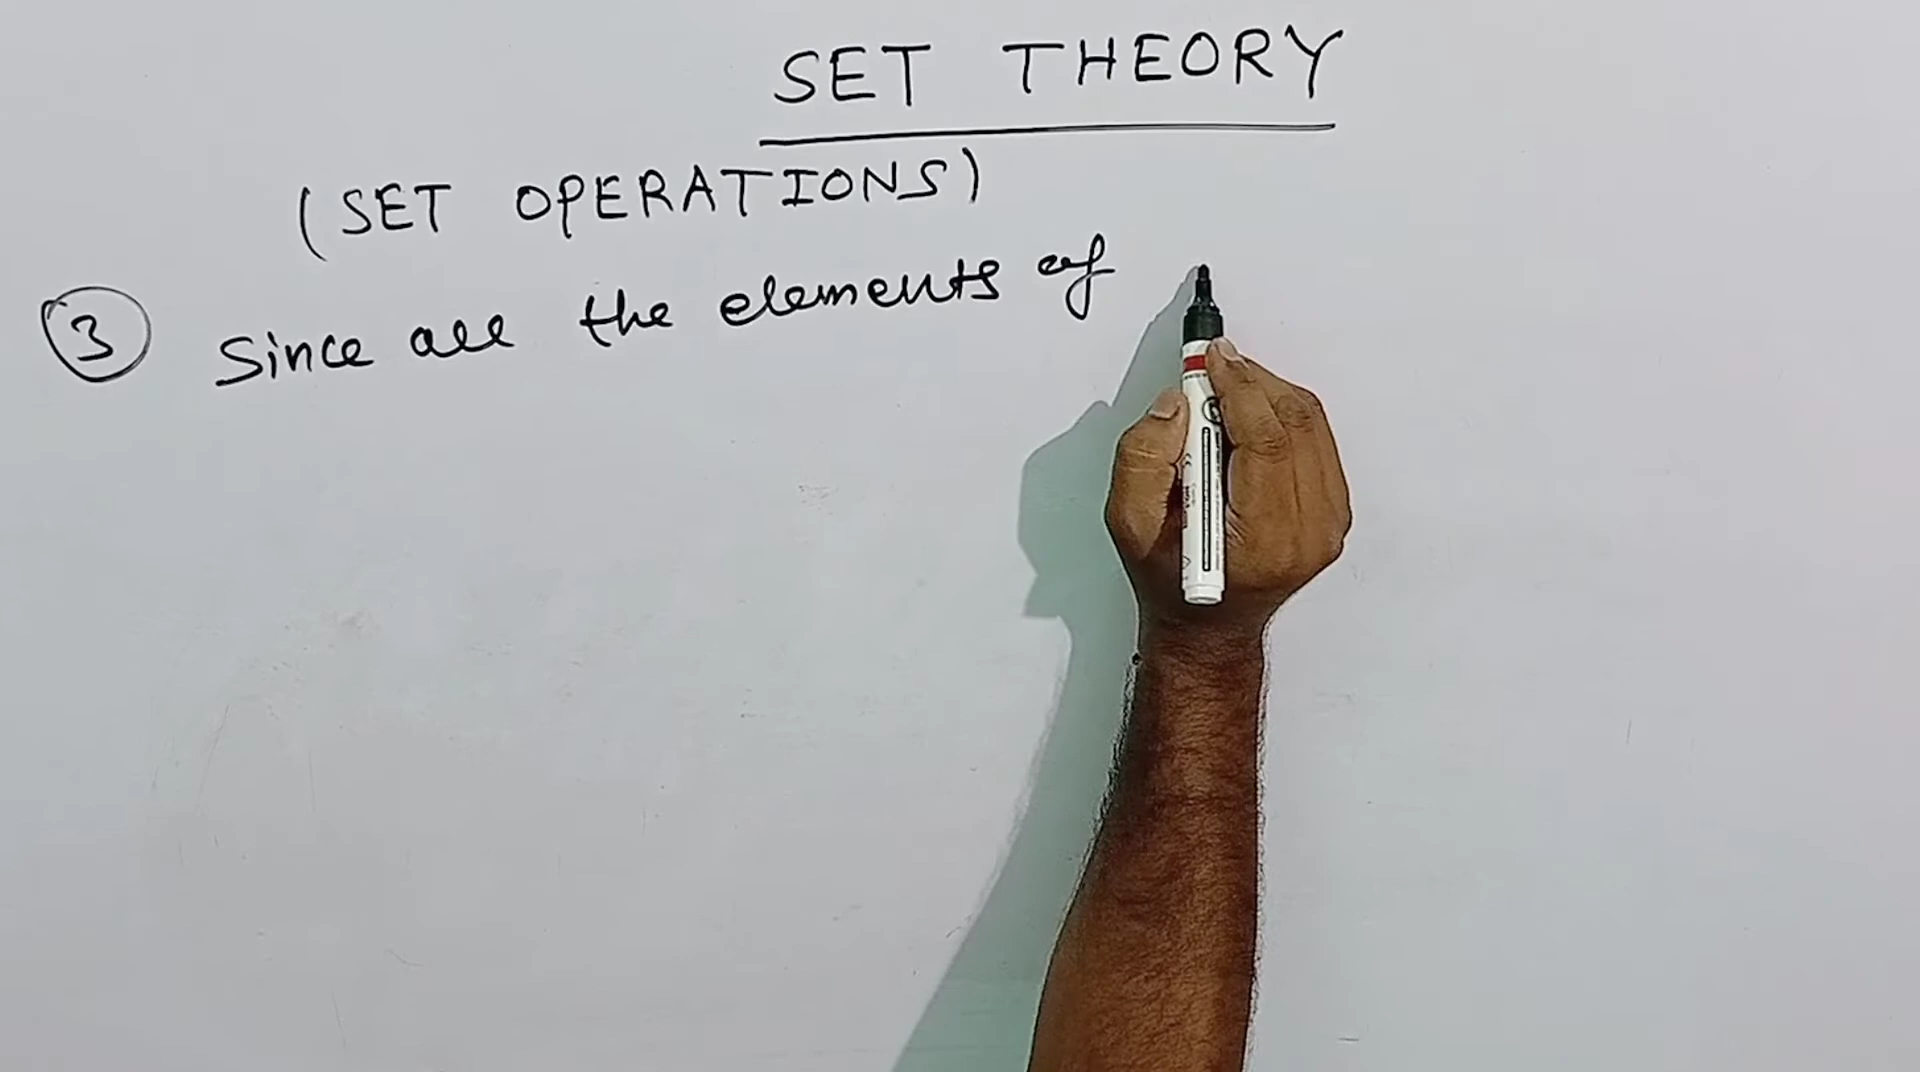 SET THEORY
(SET OPERATIONS)
3 Since all the elements of